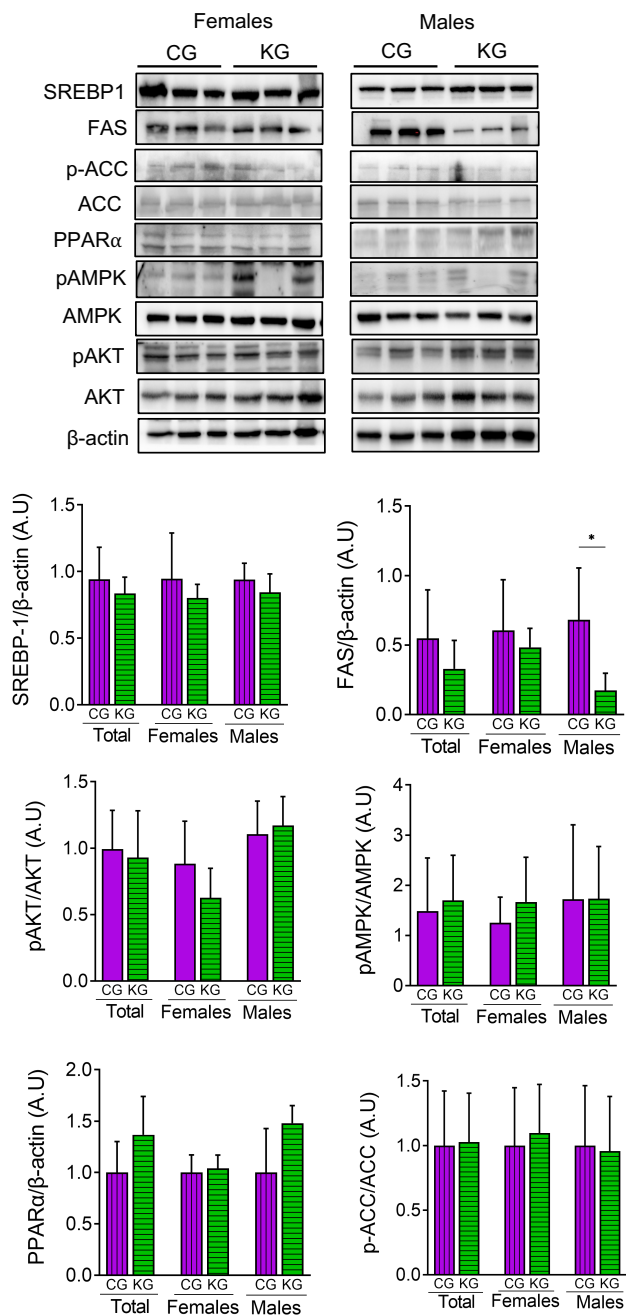 Females Males
CG KG CG KG
SREBP1
FAS
p-ACC
ACC
PPARα
pAMPK
AMPK
pAKT
AKT
β-actin
SREBP-1/β-actin (A.U)
1.5
1.0
0.5
0.0
CG KG CG KG CG KG
Total Females Males
FAS/β-actin (A.U)
1.5
1.0
0.5
0.0
*
CG KG CG KG CG KG
Total Females Males
pAKT/AKT (A.U)
1.5
1.0
0.5
0.0
CG KG CG KG CG KG
Total Females Males
pAMPK/AMPK (A.U)
4
3
2
1
0
CG KG CG KG CG KG
Total Females Males
PPARα/β-actin (A.U)
2.0
1.5
1.0
0.5
0.0
CG KG CG KG CG KG
Total Females Males
p-ACC/ACC (A.U)
1.5
1.0
0.5
0.0
CG KG CG KG CG KG
Total Females Males